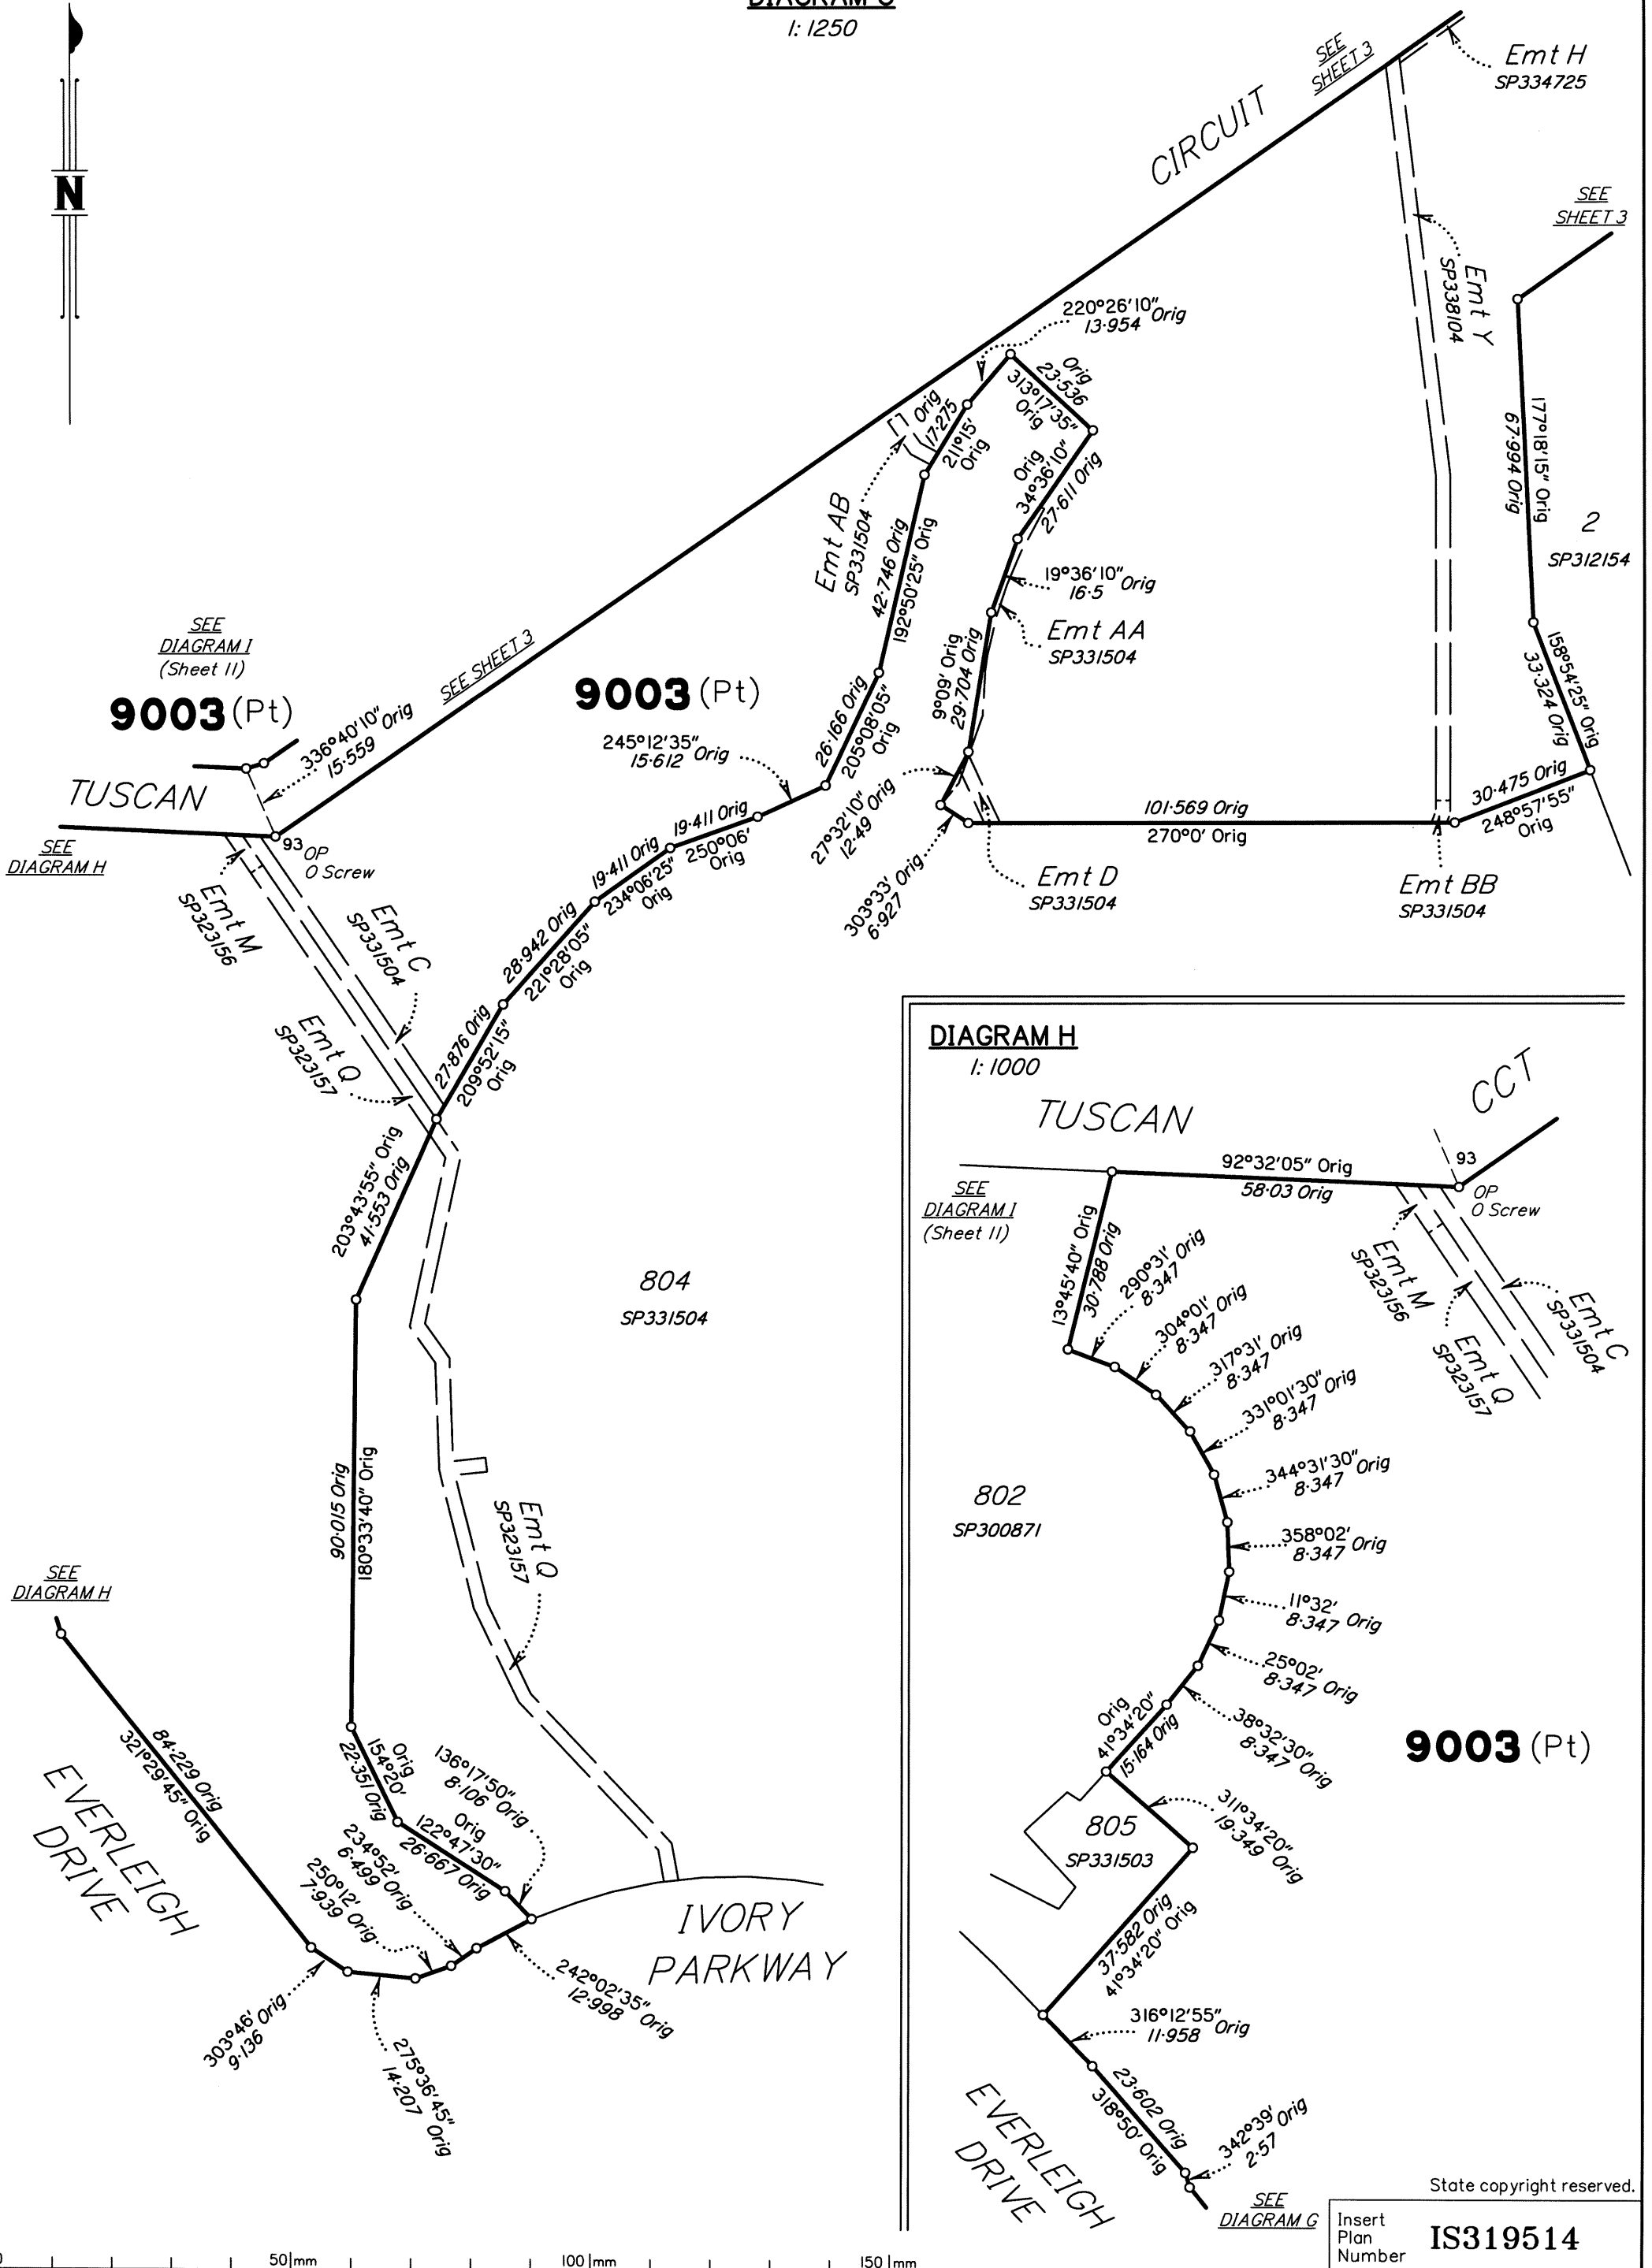 DIAGRAM G
1: 1250
N
SEE
SHEET 3
Emt H
SP334725
CIRCUIT
SEE
SHEET 3
Emt Y
SP338104
220°26'10" Orig
13·954
Orig
23·536
313°17'35"
Orig
Orig
17·275
211°15'
Orig
Orig
34°36'10"
27·611 Orig
177°18'15" Orig
67·994 Orig
2
SP312154
Emt AB
SP331504
42·746 Orig
192°50'25" Orig
19°36'10" Orig
16·5
Emt AA
SP331504
9°09' Orig
29·704 Orig
158°54'25" Orig
33·324 Orig
SEE
DIAGRAM I
(Sheet 11)
9003 (Pt)
336°40'10" Orig
15·559
SEE SHEET 3
9003 (Pt)
245°12'35" Orig
15·612
26·166 Orig
205°08'05"
Orig
TUSCAN
SEE
DIAGRAM H
93
OP
O Screw
19·411 Orig
250°06'
Orig
19·411 Orig
234°06'25"
Orig
27°32'10" Orig
12·49
303°33' Orig
6·927
101·569 Orig
270°0' Orig
30·475 Orig
248°57'55"
Orig
Emt D
SP331504
Emt BB
SP331504
Emt M
SP323156
Emt C
SP331504
28·942 Orig
221°28'05"
Orig
Emt Q
SP323157
27·876 Orig
209°52'15"
Orig
203°43'55" Orig
41·553 Orig
804
SP331504
90·015 Orig
180°33'40" Orig
Emt Q
SP323157
SEE
DIAGRAM H
84·229 Orig
321°29'45" Orig
EVERLEIGH
DRIVE
Orig
154°20'
22·351 Orig
136°17'50"
8·106 Orig
Orig
122°47'30"
26·667 Orig
234°52' Orig
6·499
250°12' Orig
7·939
IVORY
PARKWAY
242°02'35" Orig
12·998
303°46' Orig
9·136
275°36'45" Orig
14·207
DIAGRAM H
1: 1000
TUSCAN
CCT
92°32'05" Orig
58·03 Orig
93
OP
O Screw
SEE
DIAGRAM I
(Sheet 11)
13°45'40" Orig
30·788 Orig
290°31' Orig
8·347
304°01' Orig
8·347
317°31' Orig
8·347
331°01'30" Orig
8·347
344°31'30" Orig
8·347
358°02' Orig
8·347
11°32' Orig
8·347
25°02' Orig
8·347
38°32'30" Orig
8·347
Emt M
SP323156
Emt Q
SP323157
Emt C
SP331504
802
SP300871
Orig
41°34'20"
15·164 Orig
9003 (Pt)
805
SP331503
311°34'20"
19·349 Orig
37·582 Orig
41°34'20" Orig
316°12'55" Orig
11·958
23·602 Orig
318°50' Orig
342°39' Orig
2·57
EVERLEIGH
DRIVE
SEE
DIAGRAM G
State copyright reserved.
Insert
Plan
Number
IS319514
0
50 mm
100 mm
150 mm